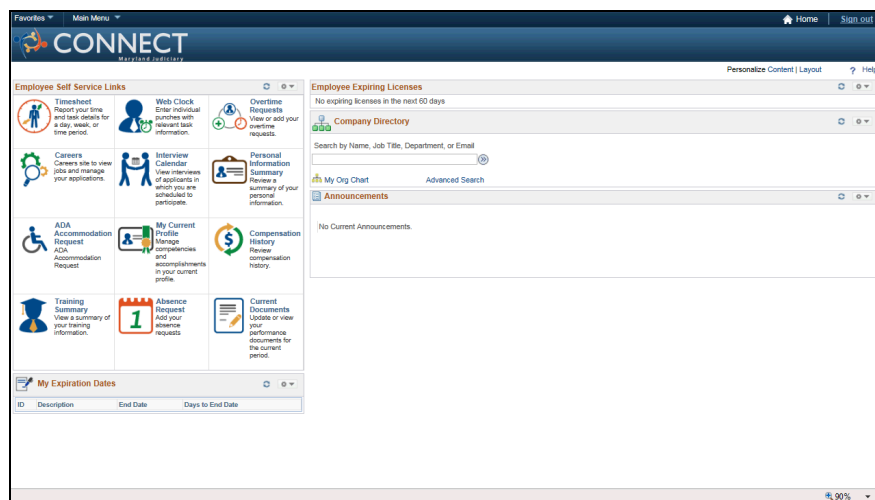 Favorites Main Menu Home Sign out
CONNECT
Maryland Judiciary
Personalize Content | Layout ? Help
Employee Self Service Links
Timesheet
Report your time
and task details for
a day, week, or
time period.
Web Clock
Enter individual
punches with
relevant task
information.
Overtime
Requests
View or add your
overtime
requests.
Careers
Careers site to view
jobs and manage
your applications.
Interview
Calendar
View interviews
of applicants in
which you are
scheduled to
participate.
Personal
Information
Summary
Review a
summary of your
personal
information.
ADA
Accommodation
Request
ADA
Accommodation
Request
My Current
Profile
Manage
competencies
and
accomplishments
in your current
profile.
Compensation
History
Review
compensation
history.
Training
Summary
View a summary of
your training
information.
1
Absence
Request
Add your
absence
requests
Current
Documents
Update or view
your
performance
documents for
the current
period.
My Expiration Dates
ID Description End Date Days to End Date
Employee Expiring Licenses
No expiring licenses in the next 60 days
Company Directory
Search by Name, Job Title, Department, or Email
My Org Chart Advanced Search
Announcements
No Current Announcements.
90%